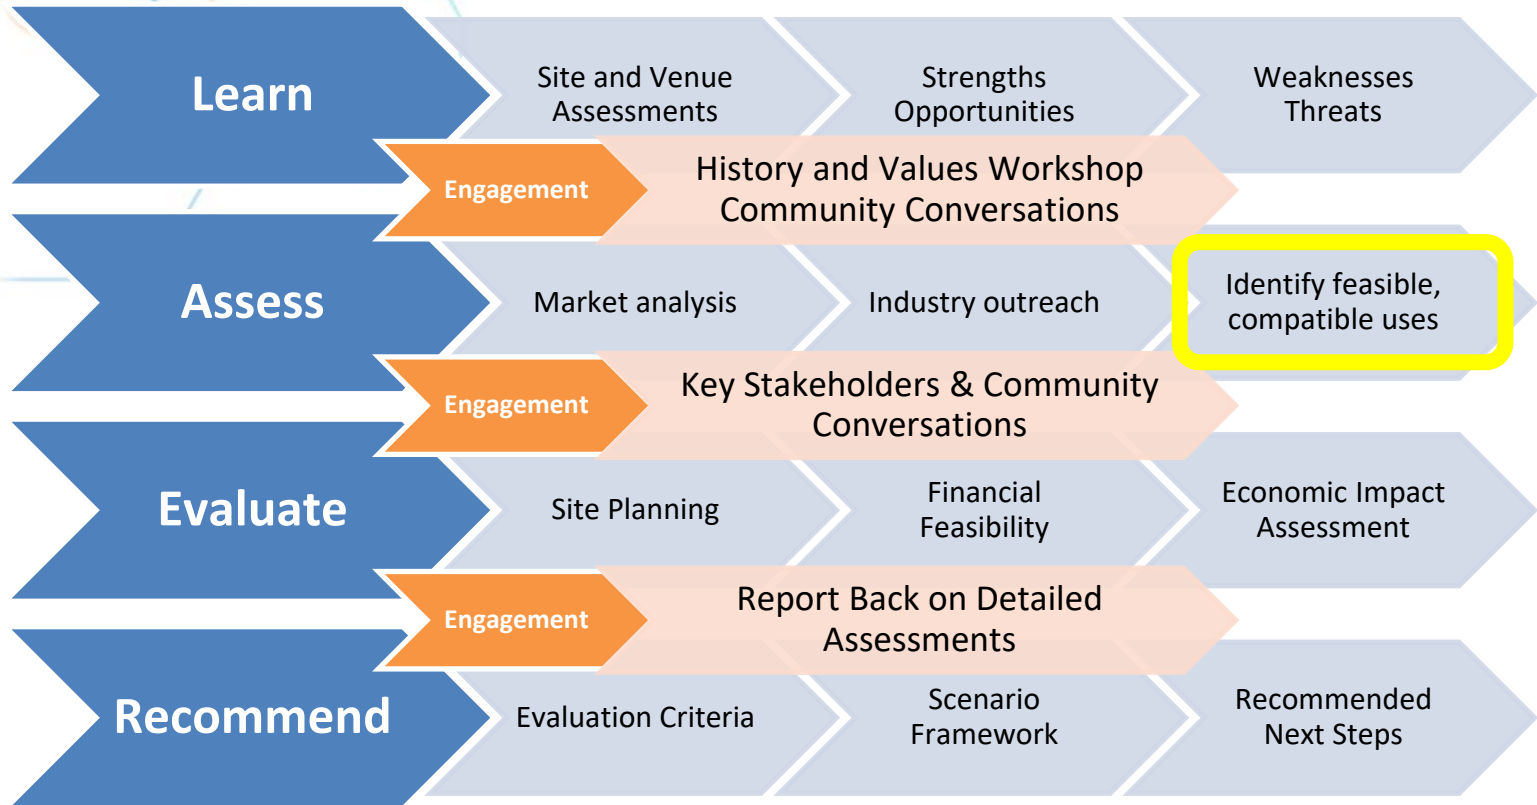 Learn
Site and Venue
Assessments
Strengths
Opportunities
Weaknesses
Threats
Engagement
History and Values Workshop
Community Conversations
Assess
Market analysis
Industry outreach
Identify feasible,
compatible uses
Engagement
Key Stakeholders & Community
Conversations
Evaluate
Site Planning
Financial
Feasibility
Economic Impact
Assessment
Engagement
Report Back on Detailed
Assessments
Recommend
Evaluation Criteria
Scenario
Framework
Recommended
Next Steps